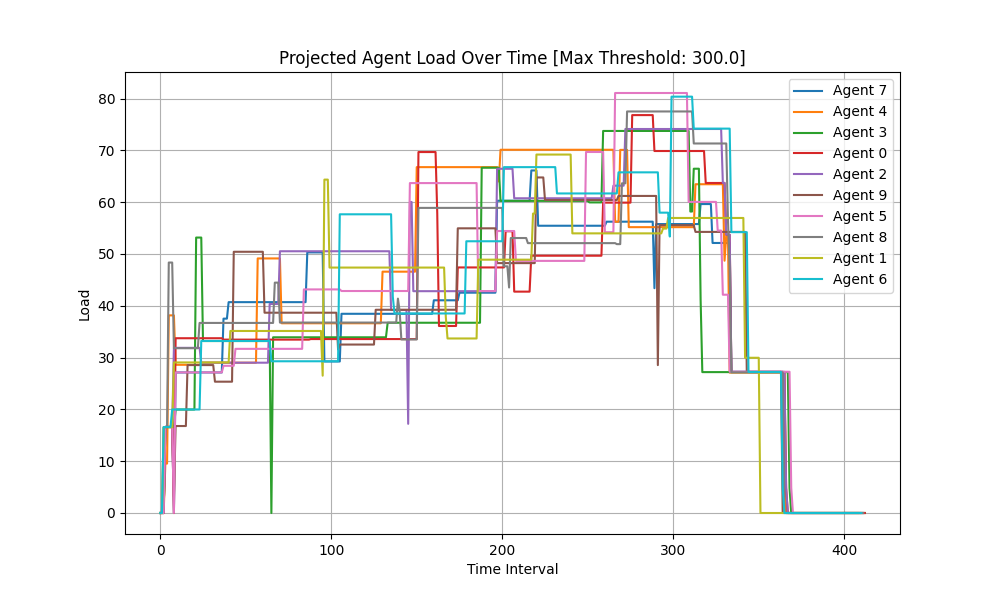 Projected Agent Load Over Time [Max Threshold: 300.0]
Load
80
70
60
50
40
30
20
10
0
0
100
200
300
400
Time Interval
Agent 7
Agent 4
Agent 3
Agent 0
Agent 2
Agent 9
Agent 5
Agent 8
Agent 1
Agent 6